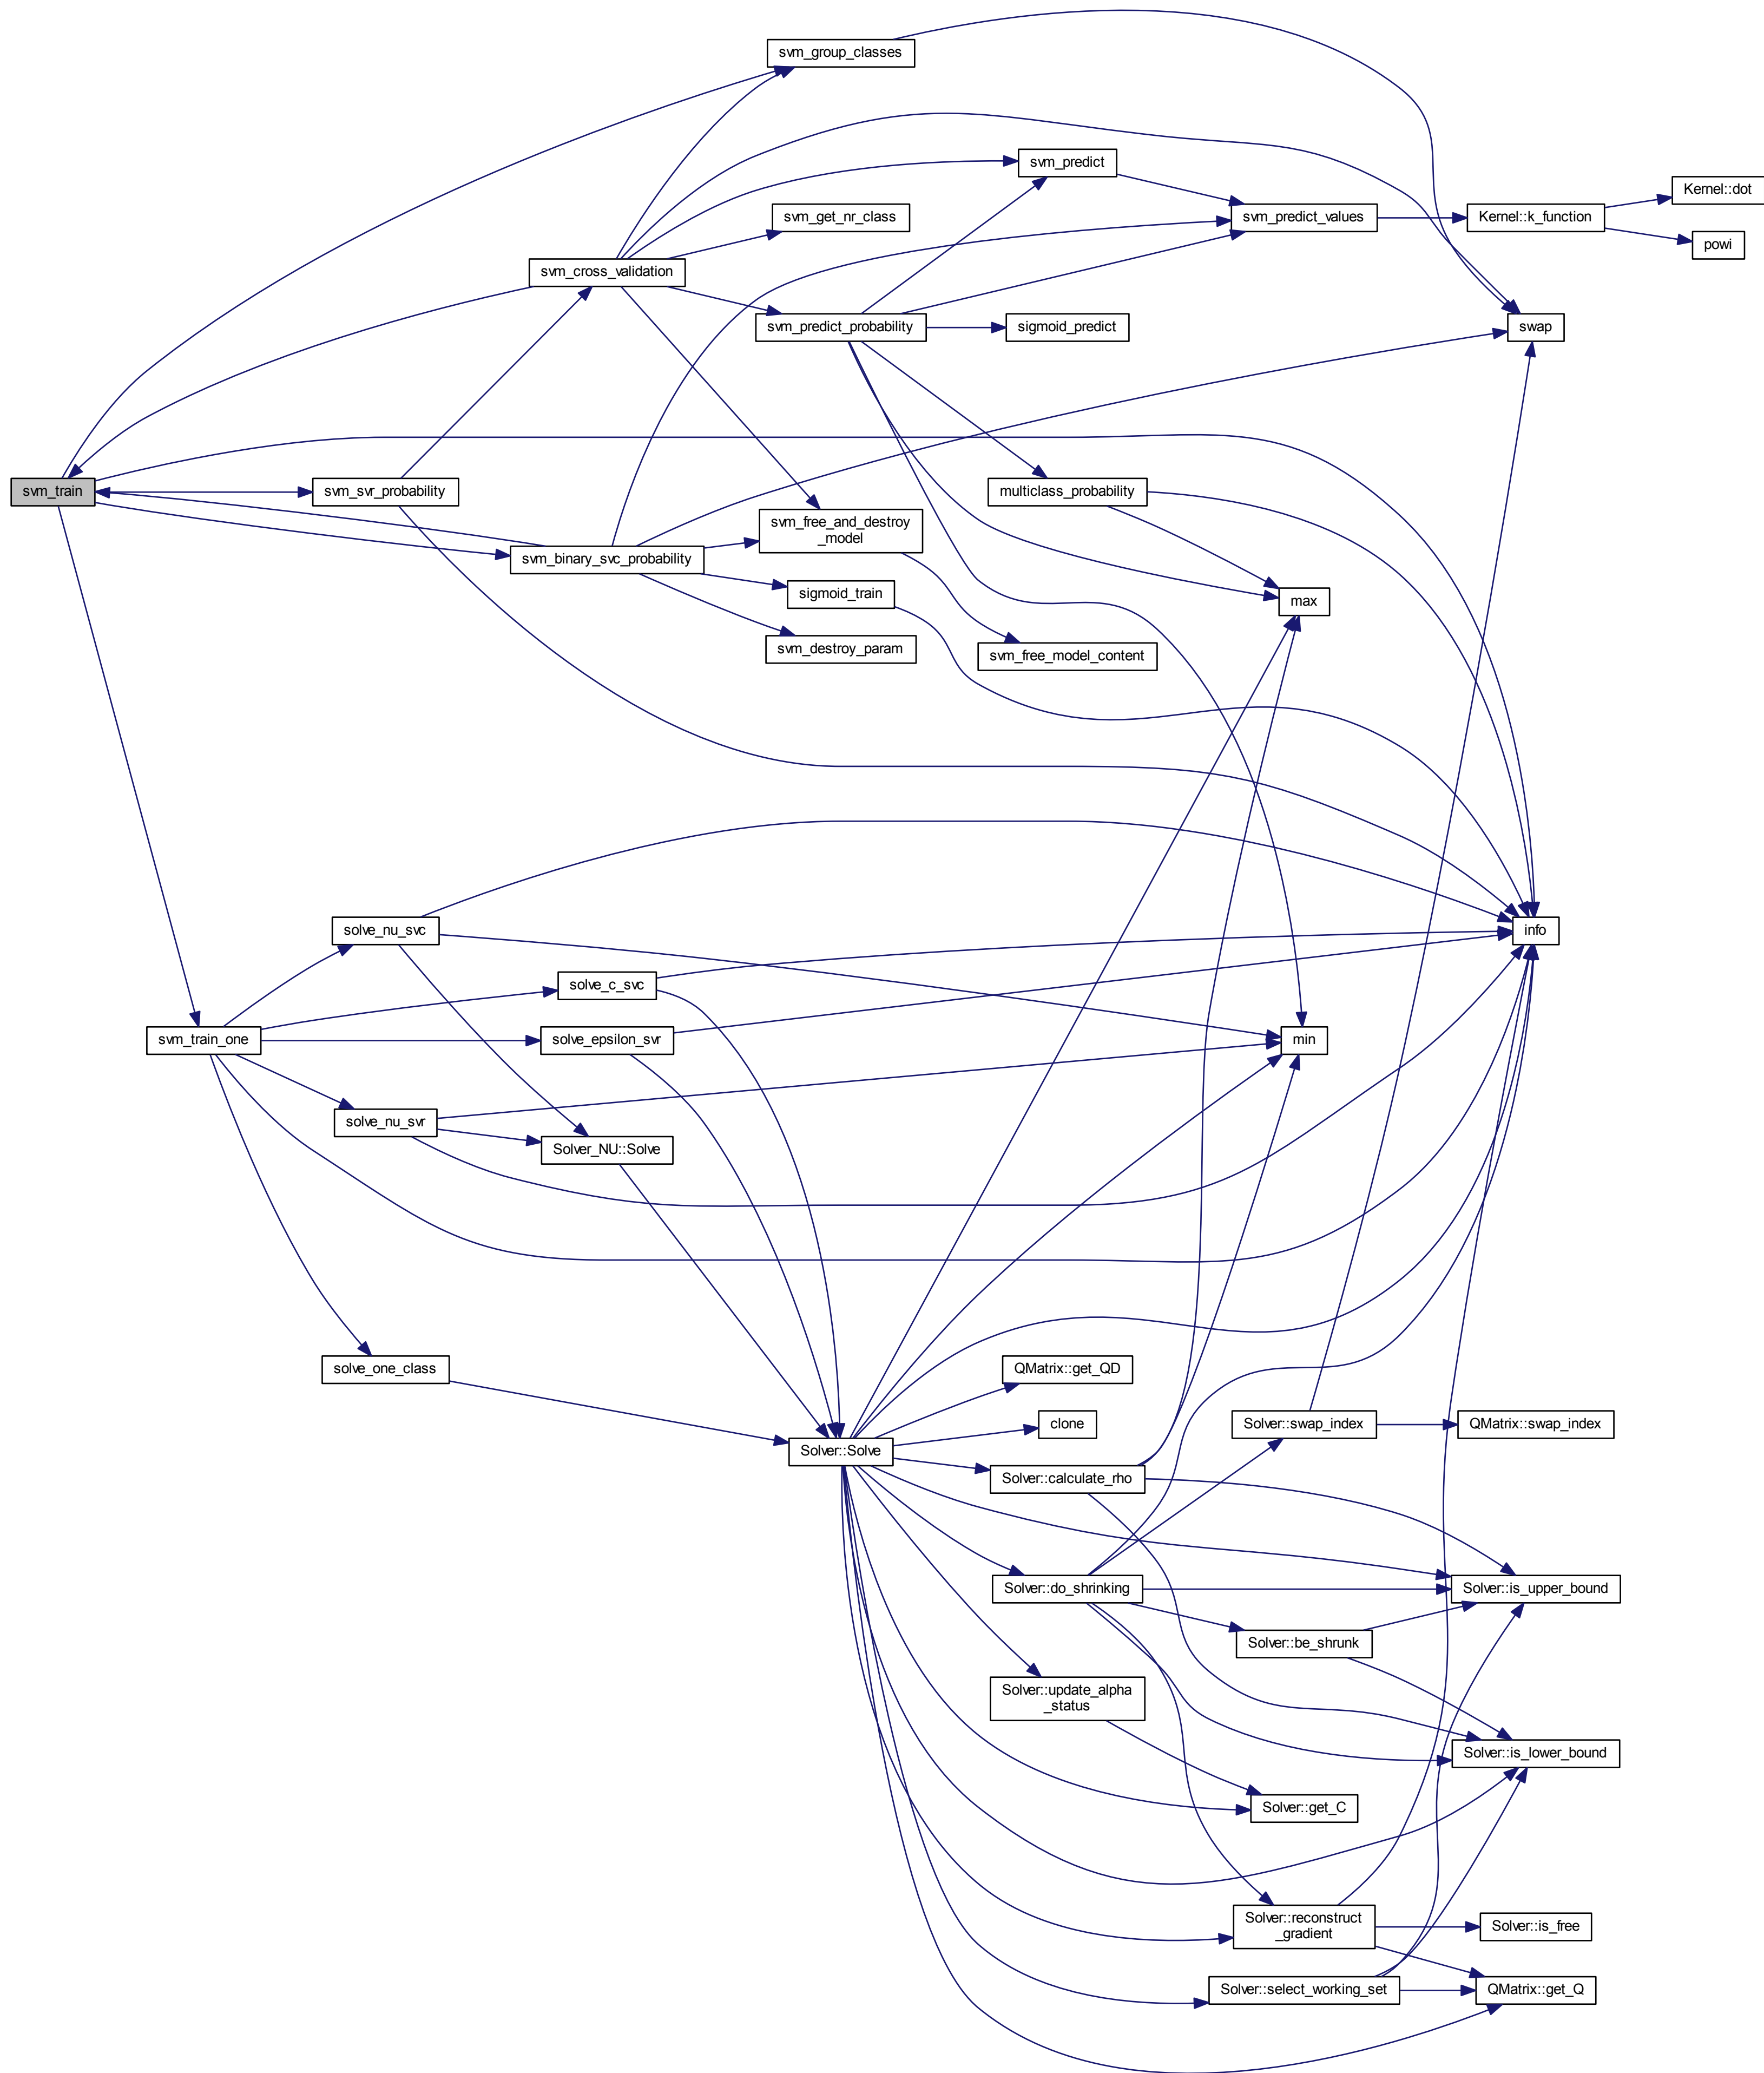 svm_group_classes
svm_predict
Kernel::dot
svm_get_nr_class
svm_predict_values
Kernel::k_function
powi
svm_cross_validation
svm_predict_probability
sigmoid_predict
swap
svm_train
svm_svr_probability
multiclass_probability
svm_free_and_destroy
_model
svm_binary_svc_probability
sigmoid_train
max
svm_destroy_param
svm_free_model_content
solve_nu_svc
info
solve_c_svc
svm_train_one
solve_epsilon_svr
min
solve_nu_svr
Solver_NU::Solve
solve_one_class
QMatrix::get_QD
clone
Solver::swap_index
QMatrix::swap_index
Solver::Solve
Solver::calculate_rho
Solver::do_shrinking
Solver::is_upper_bound
Solver::be_shrunk
Solver::update_alpha
_status
Solver::is_lower_bound
Solver::get_C
Solver::reconstruct
_gradient
Solver::is_free
Solver::select_working_set
QMatrix::get_Q